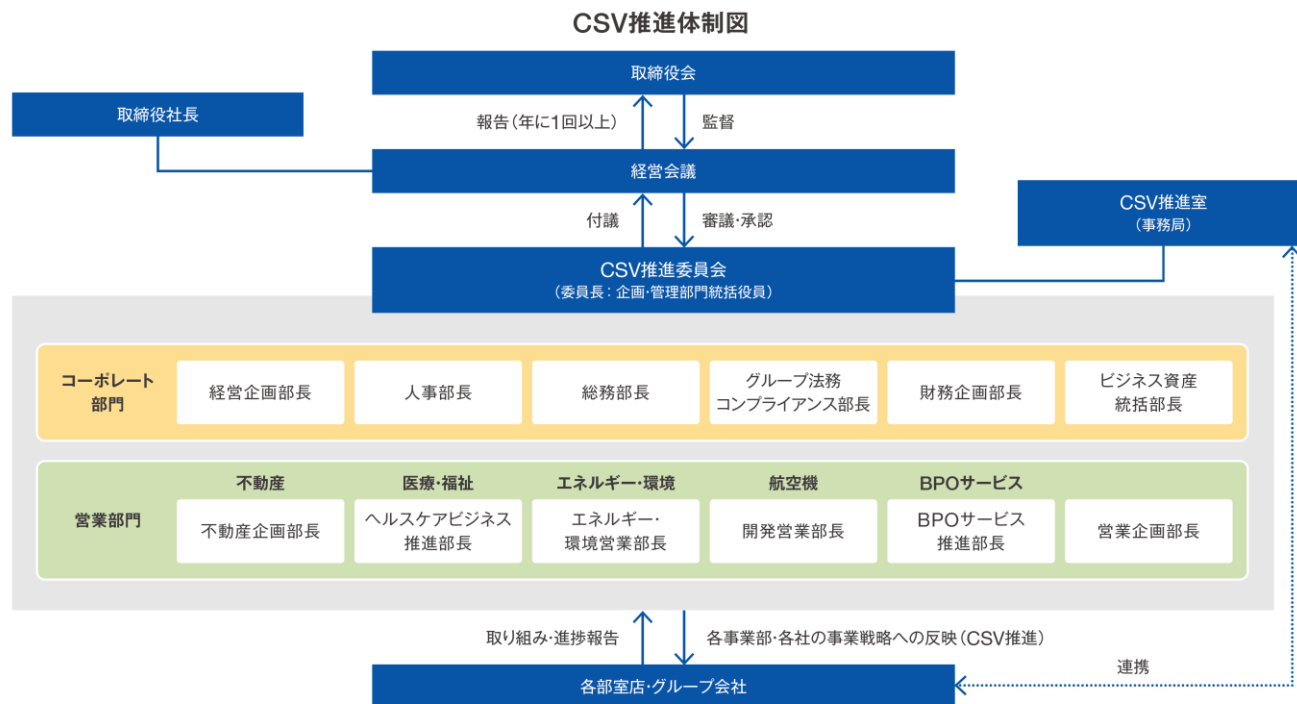 CSV推進体制図
取締役会
取締役社長
報告（年に1回以上）
監督
経営会議
付議
審議・承認
CSV推進室
（事務局）
CSV推進委員会
（委員長：企画・管理部門統括役員）
コーポレート
部門
経営企画部長
人事部長
総務部長
グループ法務
コンプライアンス部長
財務企画部長
ビジネス資産
統括部長
営業部門
不動産
不動産企画部長
医療・福祉
ヘルスケアビジネス
推進部長
エネルギー・環境
エネルギー・
環境営業部長
航空機
開発営業部長
BPOサービス
BPOサービス
推進部長
営業企画部長
取り組み・進捗報告
各事業部・各社の事業戦略への反映（CSV推進）
連携
各部室店・グループ会社